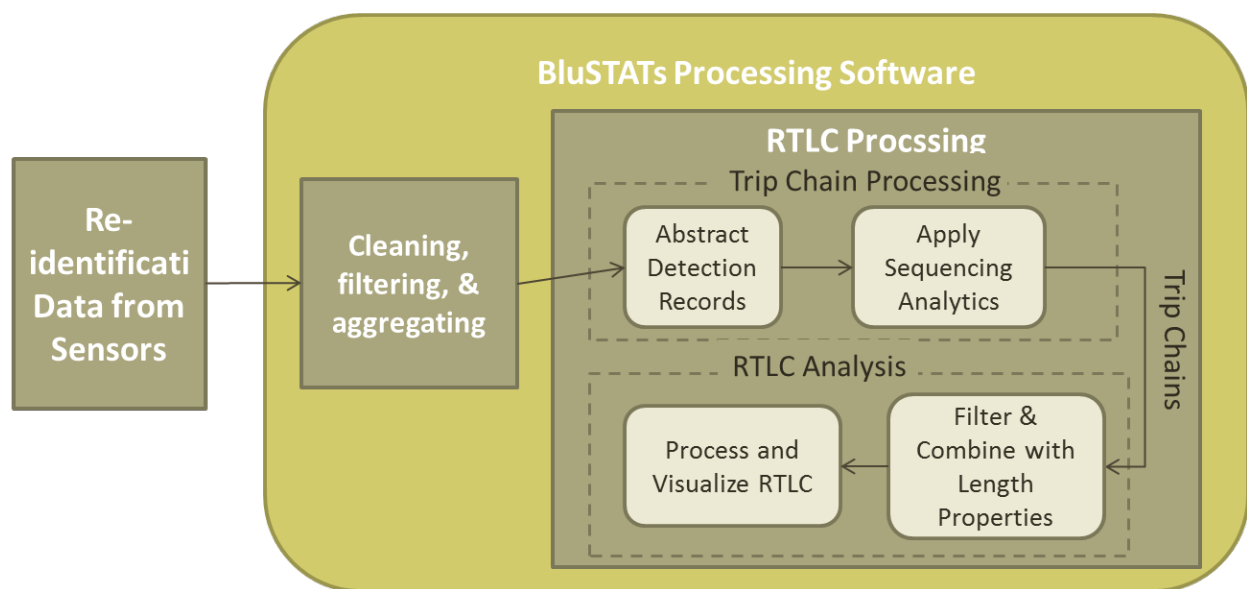 BluSTATs Processing Software
RTLC Procssing
Trip Chain Processing
Re-
identificati
Data from
Sensors
Cleaning,
filtering, &
aggregating
Abstract
Detection
Records
Apply
Sequencing
Analytics
Trip Chains
RTLC Analysis
Filter &
Combine with
Length
Properties
Process and
Visualize RTLC